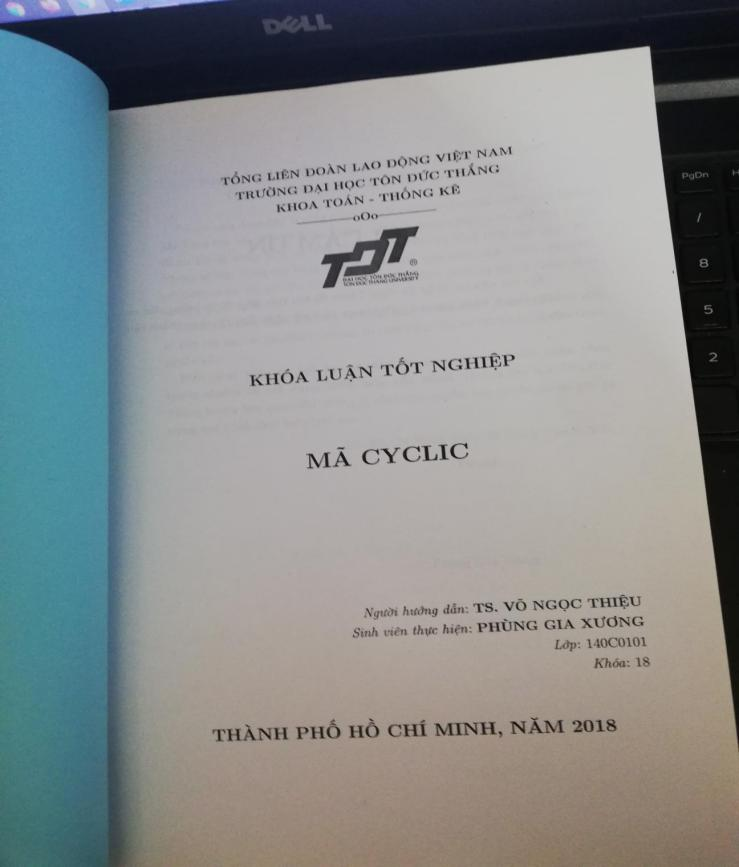 DELL
TỔNG LIÊN ĐOÀN LAO ĐỘNG VIỆT NAM
TRƯỜNG ĐẠI HỌC TÔN ĐỨC THẮNG
KHOA TOÁN - THỐNG KÊ
oOo
TDT
®
ĐẠI HỌC TÔN ĐỨC THẮNG
TON DUC THANG UNIVERSITY
KHÓA LUẬN TỐT NGHIỆP
MÃ CYCLIC
Người hướng dẫn: TS. VÕ NGỌC THIỆU
Sinh viên thực hiện: PHÙNG GIA XƯƠNG
Lớp: 140C0101
Khóa: 18
THÀNH PHỐ HỒ CHÍ MINH, NĂM 2018
PgDn
/
8
5
2